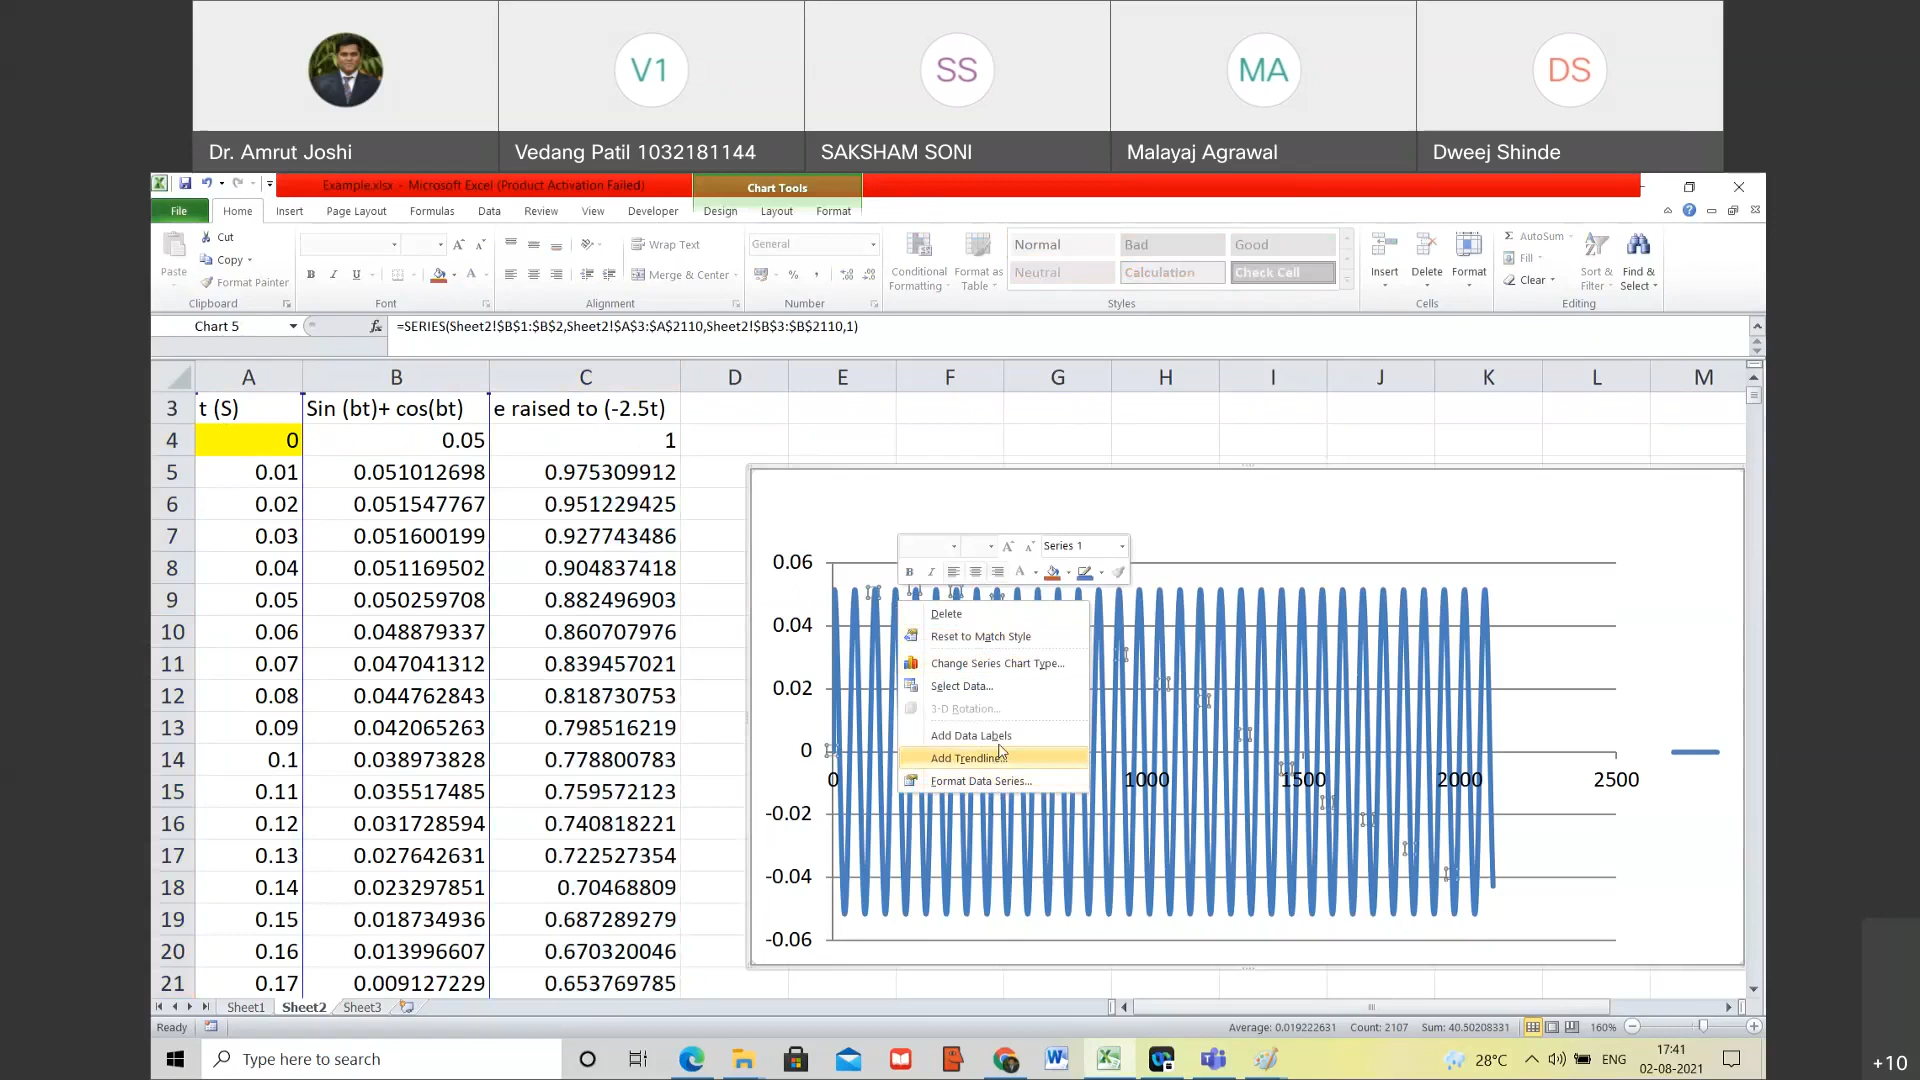 V1
SS
MA
DS
Dr. Amrut Joshi
Vedang Patil 1032181144
SAKSHAM SONI
Malayaj Agrawal
Dweej Shinde
Example.xlsx - Microsoft Excel (Product Activation Failed)
Chart Tools
File Home Insert Page Layout Formulas Data Review View Developer Design Layout Format
Paste
Cut
Copy
Format Painter
Clipboard
Font
Wrap Text
Merge & Center
Alignment
General
Number
Conditional Formatting
Format as Table
Normal Bad Good
Neutral Calculation Check Cell
Styles
Insert Delete Format
Cells
AutoSum
Fill
Clear
Sort & Filter
Find & Select
Editing
Chart 5
=SERIES(Sheet2!$B$1:$B$2,Sheet2!$A$3:$A$2110,Sheet2!$B$3:$B$2110,1)
A B C D E F G H I J K L M
3 t (S) Sin (bt)+ cos(bt) e raised to (-2.5t)
4 0 0.05 1
5 0.01 0.051012698 0.975309912
6 0.02 0.051547767 0.951229425
7 0.03 0.051600199 0.927743486
8 0.04 0.051169502 0.904837418
9 0.05 0.050259708 0.882496903
10 0.06 0.048879337 0.860707976
11 0.07 0.047041312 0.839457021
12 0.08 0.044762843 0.818730753
13 0.09 0.042065263 0.798516219
14 0.1 0.038973828 0.778800783
15 0.11 0.035517485 0.759572123
16 0.12 0.031728594 0.740818221
17 0.13 0.027642631 0.722527354
18 0.14 0.023297851 0.70468809
19 0.15 0.018734936 0.687289279
20 0.16 0.013996607 0.670320046
21 0.17 0.009127229 0.653769785
0.06
0.04
0.02
0
-0.02
-0.04
-0.06
0 1000 1500 2000 2500
Series 1
Delete
Reset to Match Style
Change Series Chart Type...
Select Data...
3-D Rotation...
Add Data Labels
Add Trendline...
Format Data Series...
Sheet1 Sheet2 Sheet3
Ready
Average: 0.019222631 Count: 2107 Sum: 40.50208331
160%
Type here to search
28°C
ENG
17:41
02-08-2021
+10